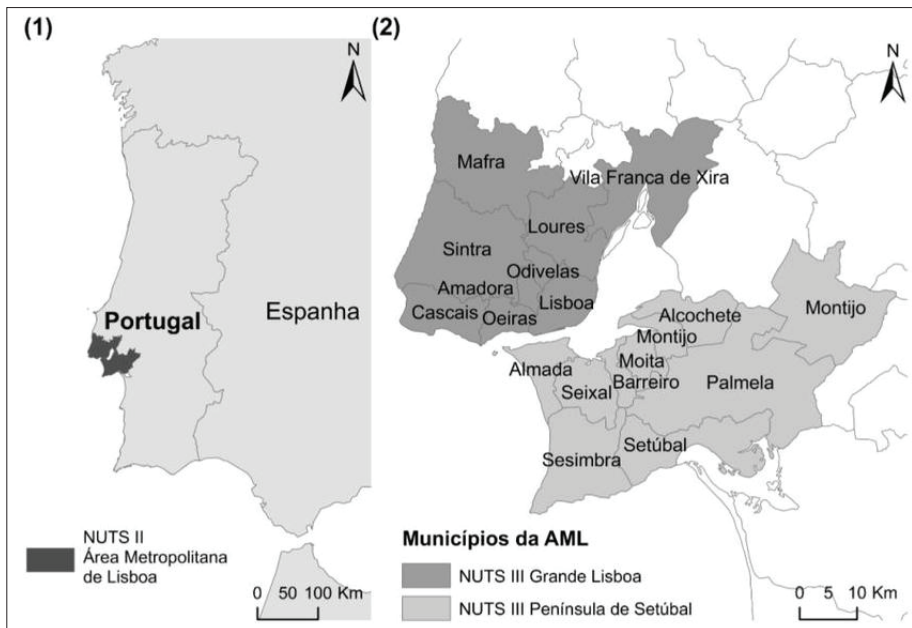 (1)
N
Espanha
Portugal
NUTS II
Área Metropolitana
de Lisboa
0 50 100 Km
(2)
N
Mafra
Vila Franca de Xira
Loures
Sintra
Odivelas
Amadora
Lisboa
Cascais
Oeiras
Montijo
Alcochete
Montijo
Moita
Almada
Barreiro
Palmela
Seixal
Setúbal
Sesimbra
Municípios da AML
NUTS III Grande Lisboa
NUTS III Península de Setúbal
0 5 10 Km